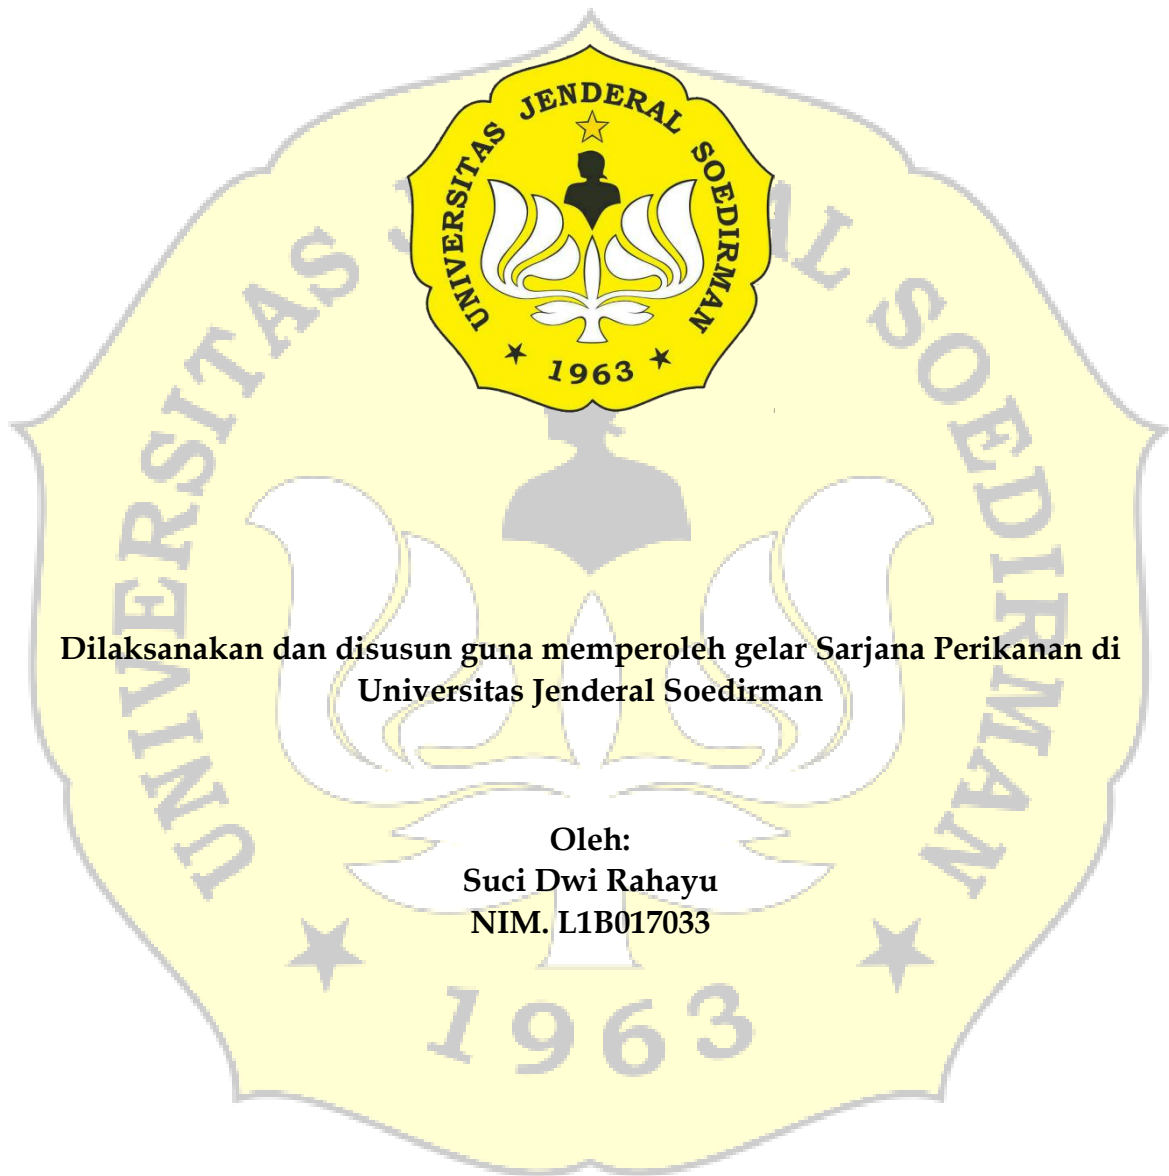 UNIVERSITAS JENDERAL SOEDIRMAN
★ 1963 ★
Dilaksanakan dan disusun guna memperoleh gelar Sarjana Perikanan di
Universitas Jenderal Soedirman
Oleh:
Suci Dwi Rahayu
NIM. L1B017033
1963